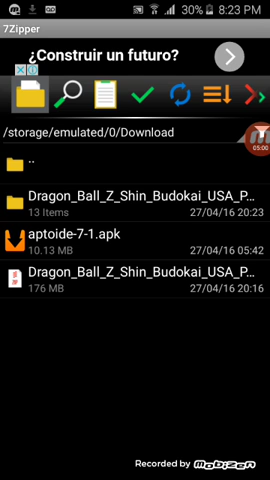 30% 8:23 PM
7Zipper
¿Construir un futuro?
/storage/emulated/0/Download
05:00
..
Dragon_Ball_Z_Shin_Budokai_USA_P...
13 Items 27/04/16 20:23
aptoide-7-1.apk
10.13 MB 27/04/16 05:42
Dragon_Ball_Z_Shin_Budokai_USA_P...
176 MB 27/04/16 20:16
Recorded by mobizen